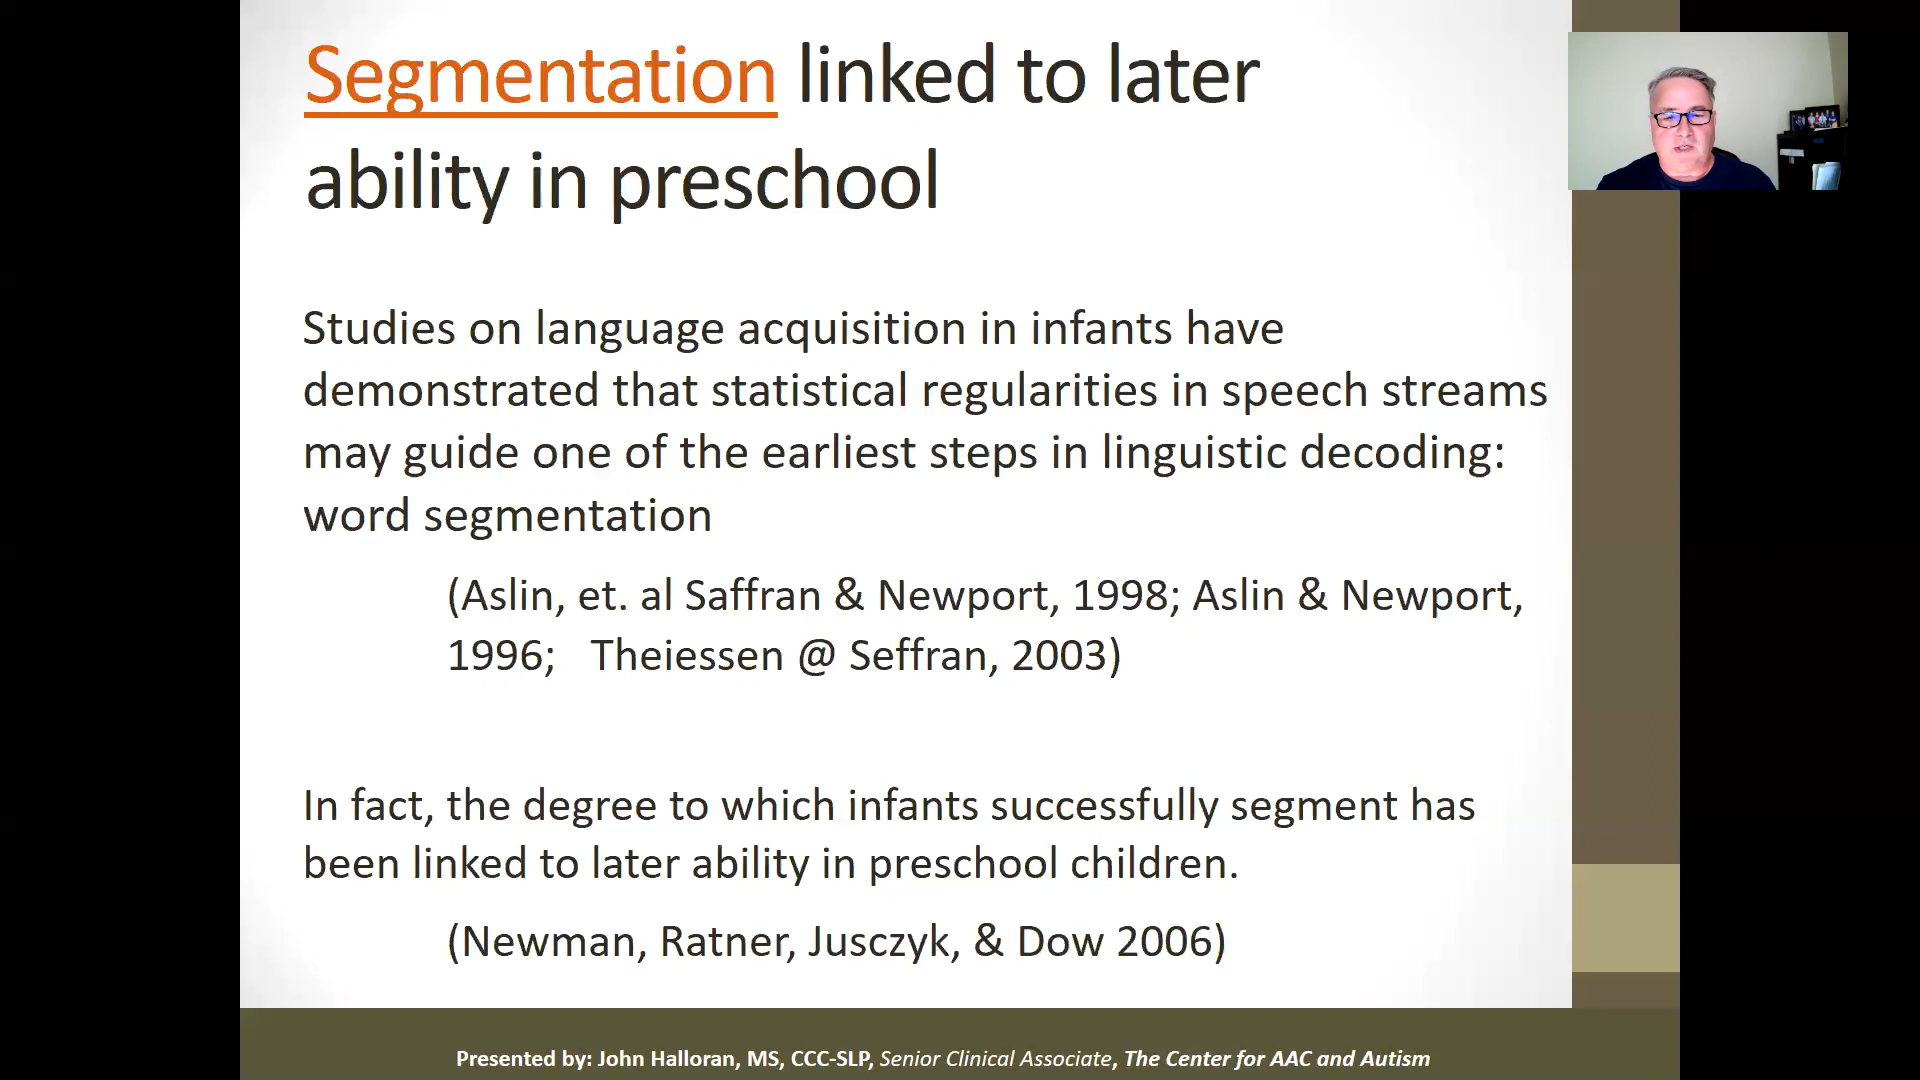 Segmentation linked to later
ability in preschool
Studies on language acquisition in infants have
demonstrated that statistical regularities in speech streams
may guide one of the earliest steps in linguistic decoding:
word segmentation
(Aslin, et. al Saffran & Newport, 1998; Aslin & Newport,
1996; Theiessen @ Seffran, 2003)
In fact, the degree to which infants successfully segment has
been linked to later ability in preschool children.
(Newman, Ratner, Jusczyk, & Dow 2006)
Presented by: John Halloran, MS, CCC-SLP, Senior Clinical Associate, The Center for AAC and Autism